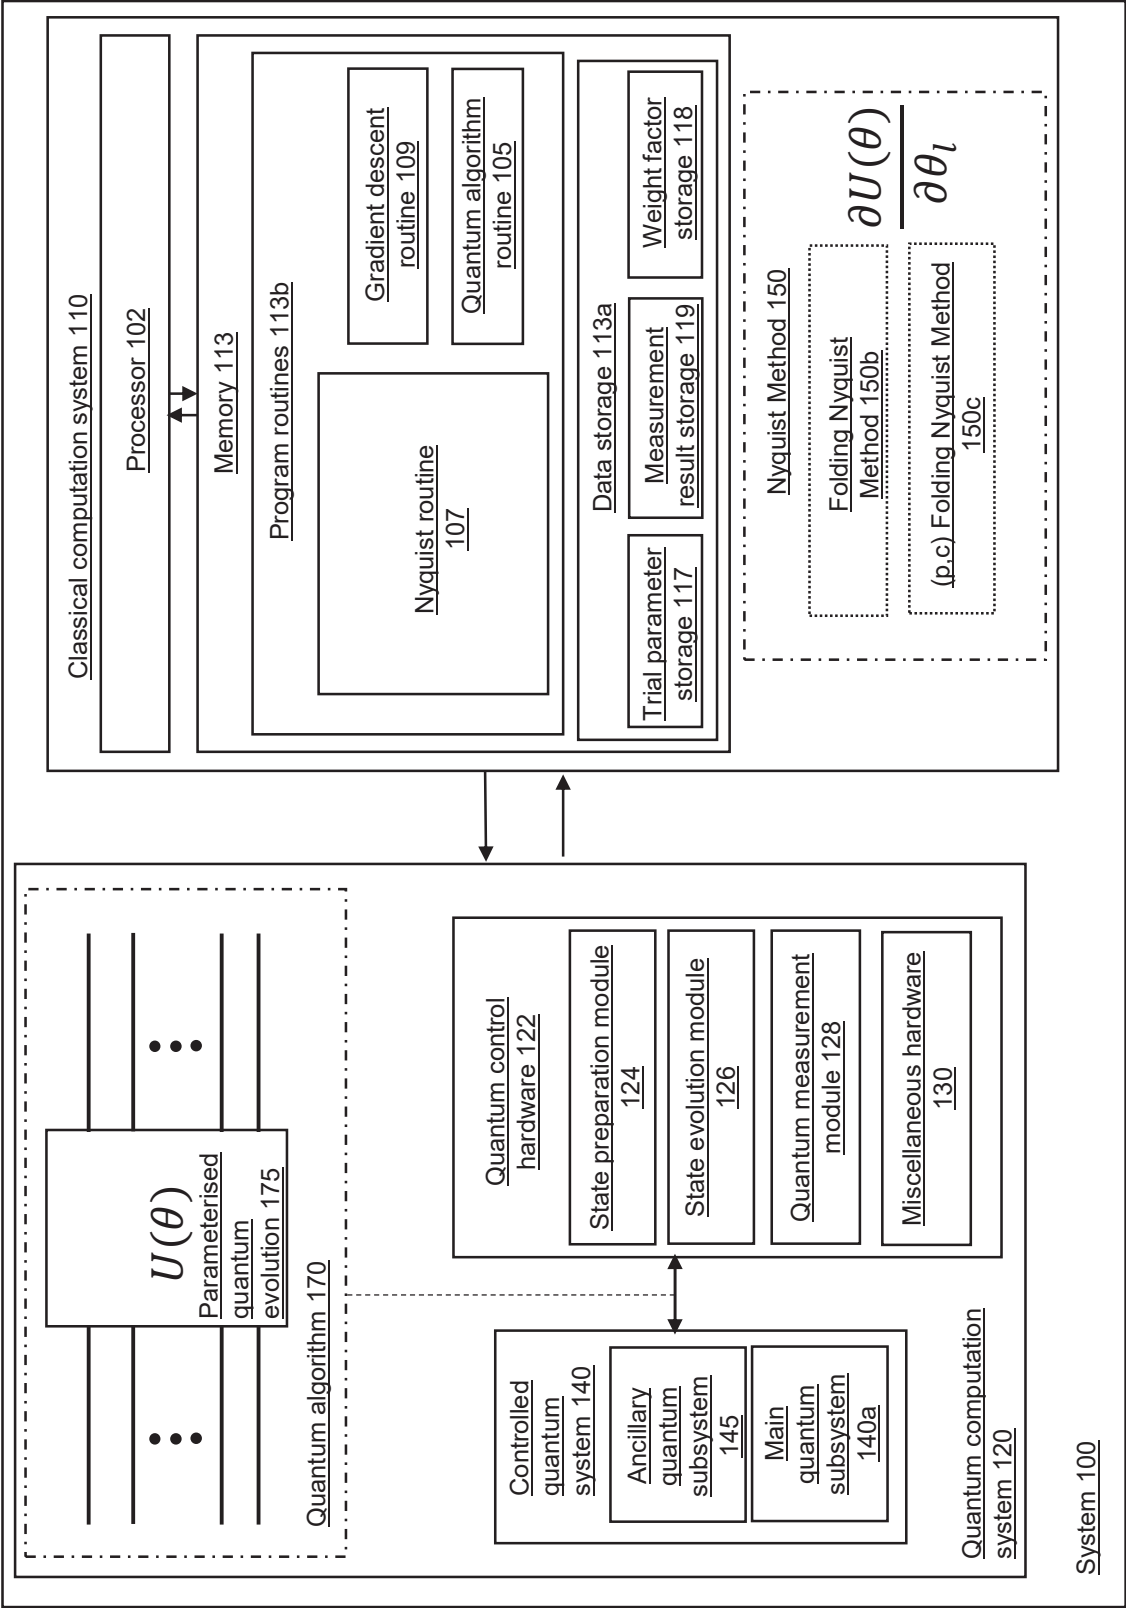 U(θ)
Parameterised
quantum
evolution 175
Quantum algorithm 170
Controlled
quantum
system 140
Ancillary
quantum
subsystem
145
Main
quantum
subsystem
140a
Quantum control
hardware 122
State preparation module
124
State evolution module
126
Quantum measurement
module 128
Miscellaneous hardware
130
Quantum computation
system 120
System 100
Classical computation system 110
Processor 102
Memory 113
Program routines 113b
Nyquist routine
107
Gradient descent
routine 109
Quantum algorithm
routine 105
Data storage 113a
Trial parameter
storage 117
Measurement
result storage 119
Weight factor
storage 118
Nyquist Method 150
Folding Nyquist
Method 150b
(p,c) Folding Nyquist Method
150c
∂U(θ)
∂θl